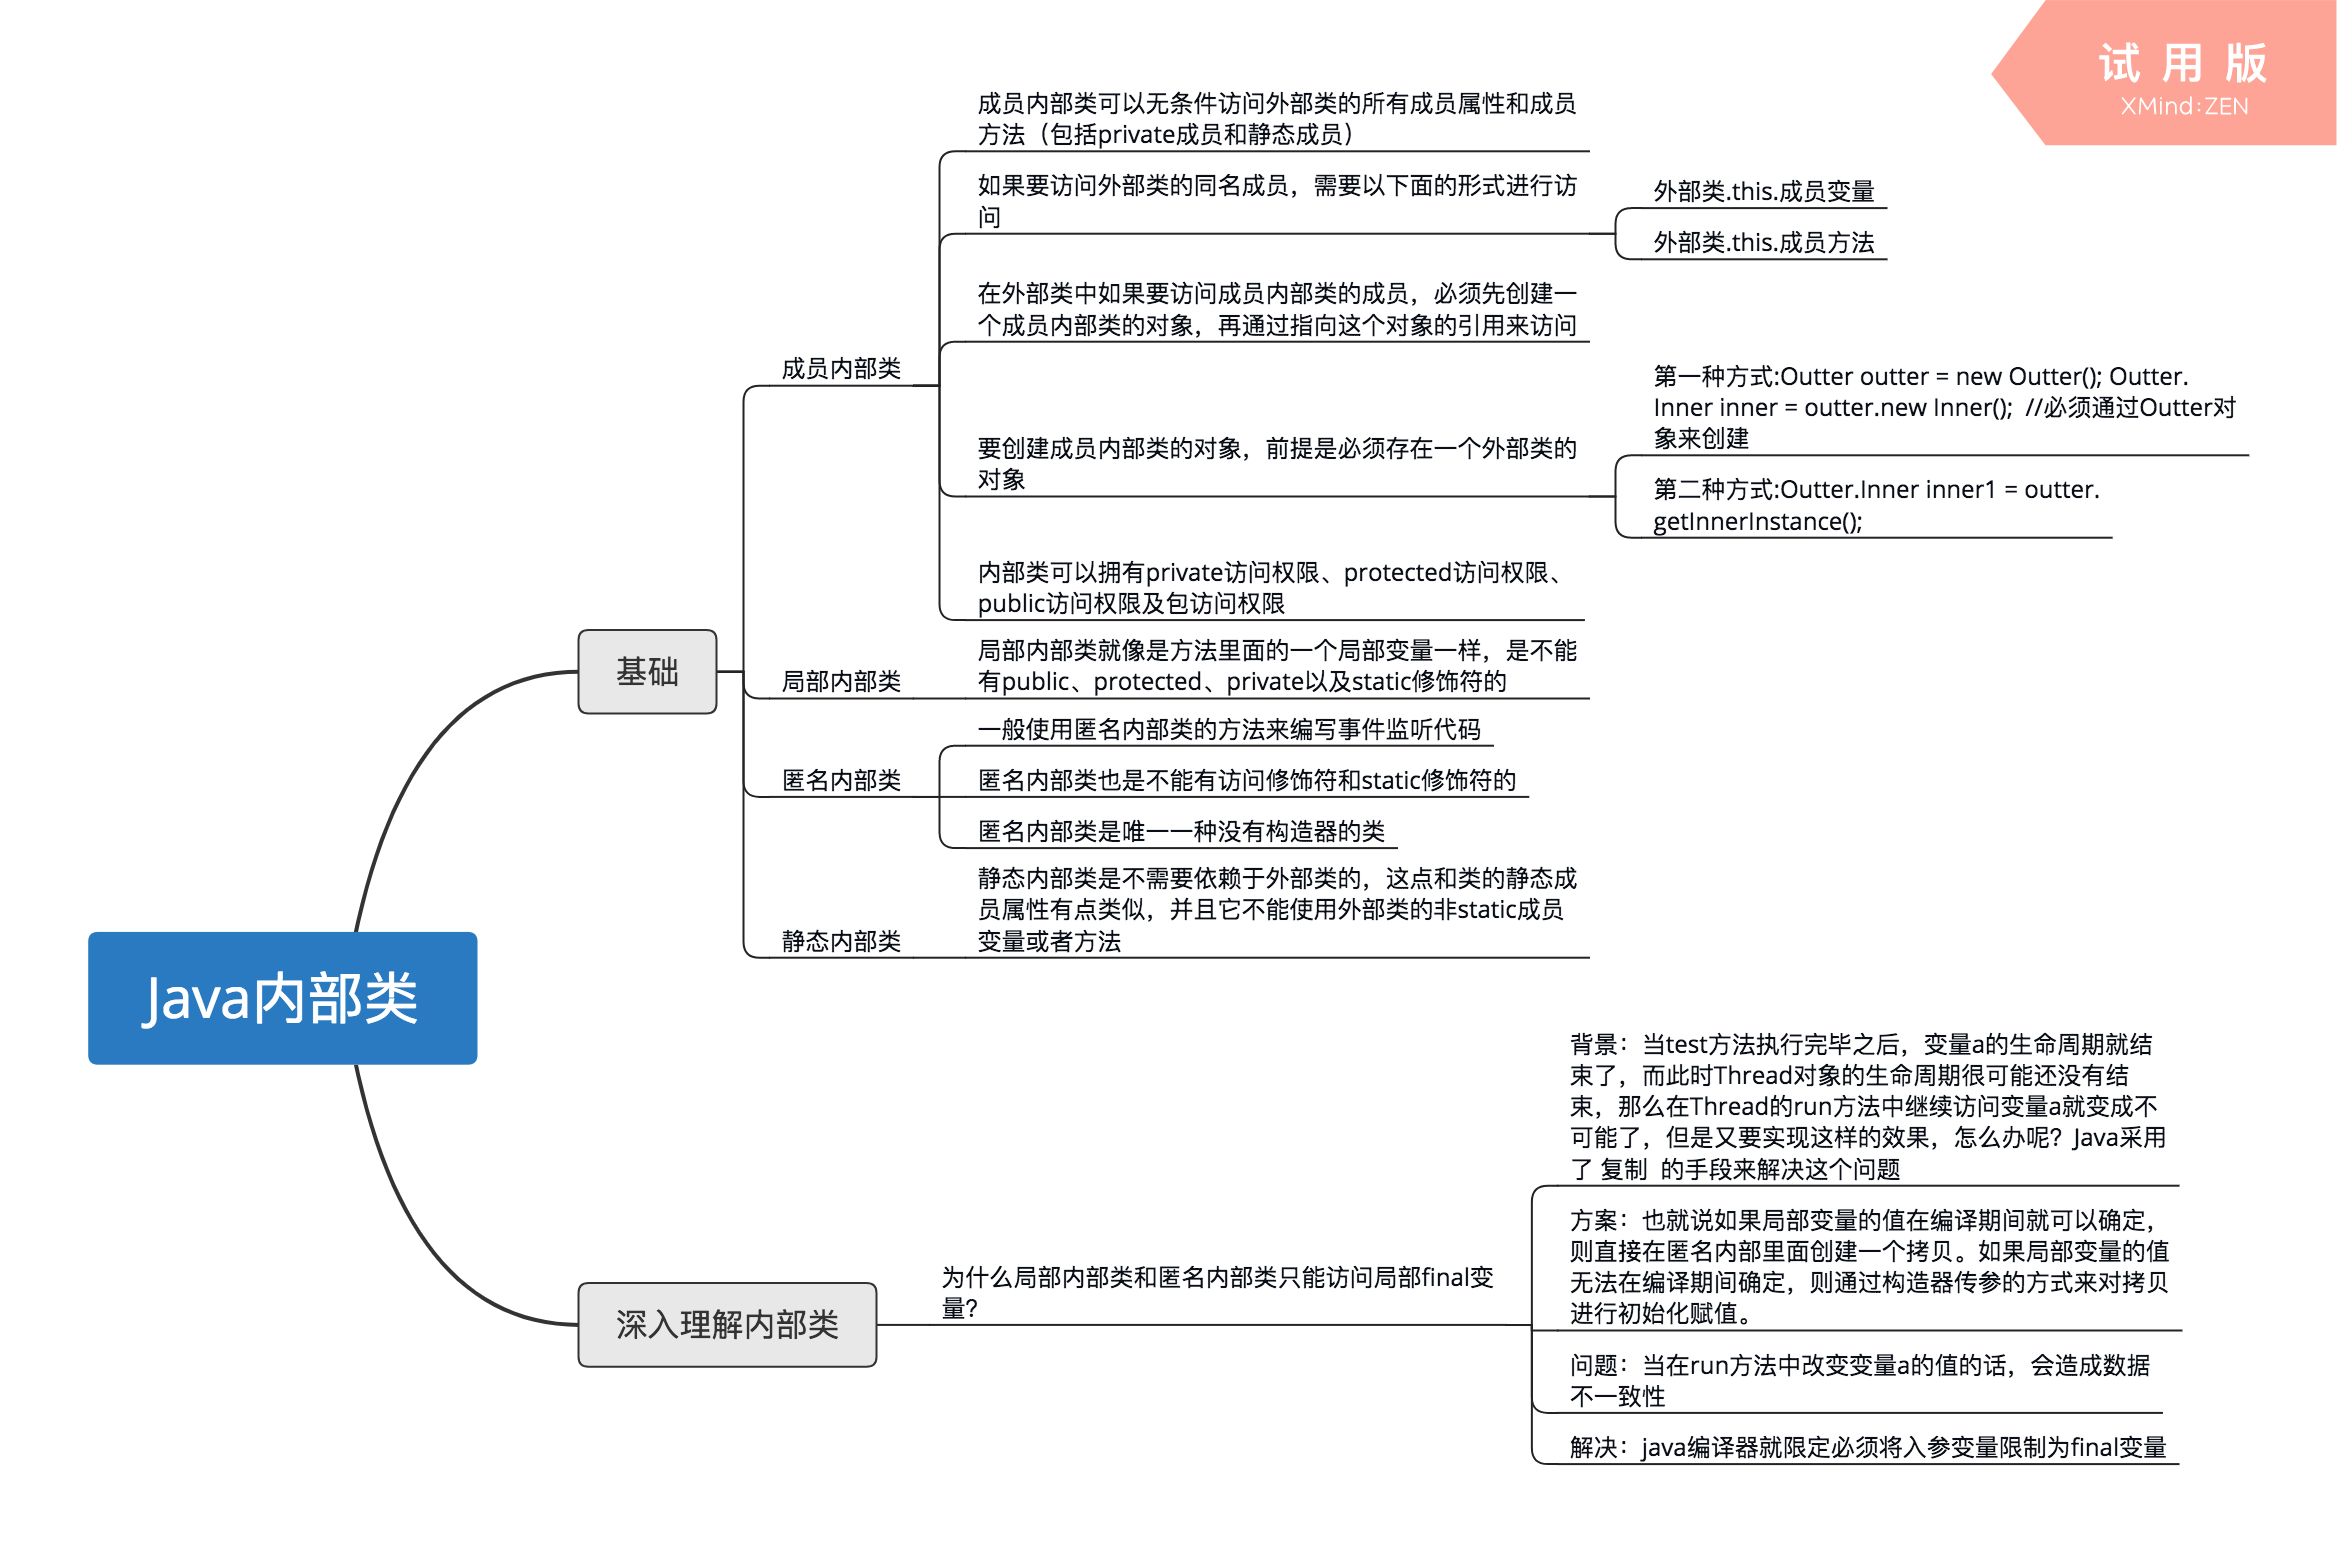 试 用 版
XMind:ZEN
Java内部类
基础
成员内部类
成员内部类可以无条件访问外部类的所有成员属性和成员
方法（包括private成员和静态成员）
如果要访问外部类的同名成员，需要以下面的形式进行访
问
外部类.this.成员变量
外部类.this.成员方法
在外部类中如果要访问成员内部类的成员，必须先创建一
个成员内部类的对象，再通过指向这个对象的引用来访问
要创建成员内部类的对象，前提是必须存在一个外部类的
对象
第一种方式:Outter outter = new Outter(); Outter.
Inner inner = outter.new Inner();  //必须通过Outter对
象来创建
第二种方式:Outter.Inner inner1 = outter.
getInnerInstance();
内部类可以拥有private访问权限、protected访问权限、
public访问权限及包访问权限
局部内部类
局部内部类就像是方法里面的一个局部变量一样，是不能
有public、protected、private以及static修饰符的
匿名内部类
一般使用匿名内部类的方法来编写事件监听代码
匿名内部类也是不能有访问修饰符和static修饰符的
匿名内部类是唯一一种没有构造器的类
静态内部类
静态内部类是不需要依赖于外部类的，这点和类的静态成
员属性有点类似，并且它不能使用外部类的非static成员
变量或者方法
深入理解内部类
为什么局部内部类和匿名内部类只能访问局部final变
量？
背景：当test方法执行完毕之后，变量a的生命周期就结
束了，而此时Thread对象的生命周期很可能还没有结
束，那么在Thread的run方法中继续访问变量a就变成不
可能了，但是又要实现这样的效果，怎么办呢？Java采用
了 复制  的手段来解决这个问题
方案：也就说如果局部变量的值在编译期间就可以确定，
则直接在匿名内部里面创建一个拷贝。如果局部变量的值
无法在编译期间确定，则通过构造器传参的方式来对拷贝
进行初始化赋值。
问题：当在run方法中改变变量a的值的话，会造成数据
不一致性
解决：java编译器就限定必须将入参变量限制为final变量